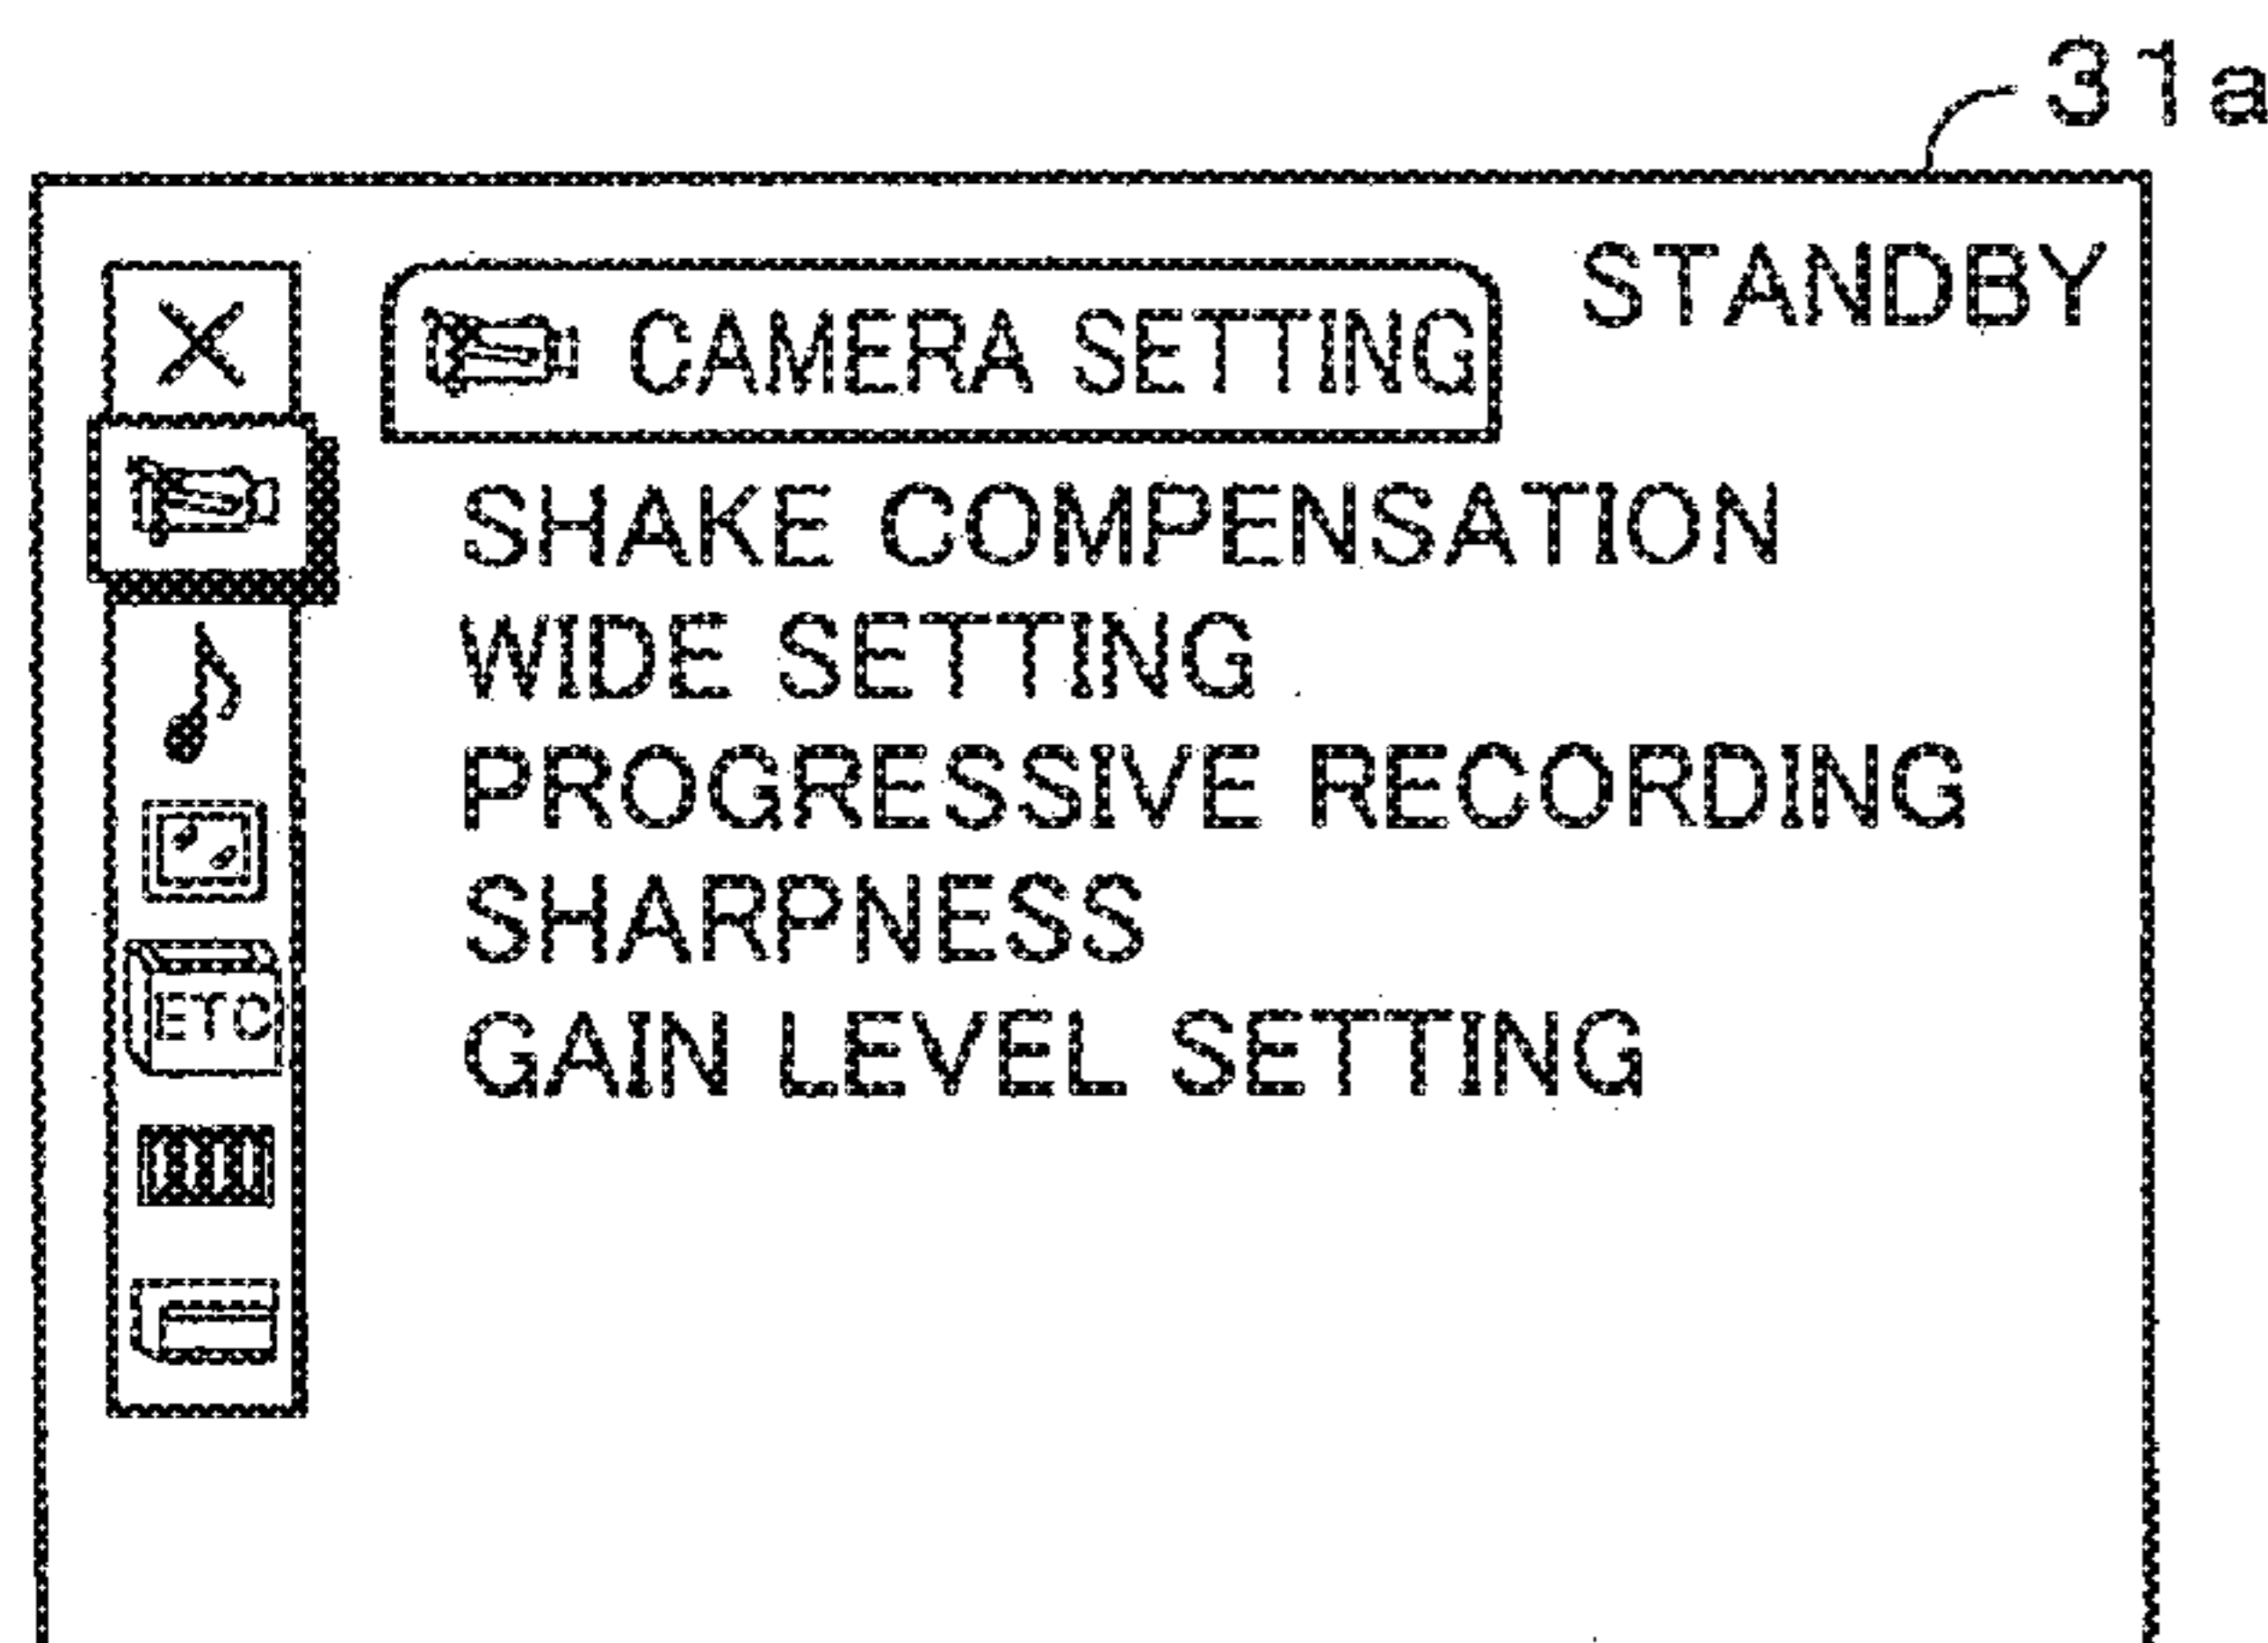 31a
STANDBY
CAMERA SETTING
SHAKE COMPENSATION
WIDE SETTING
PROGRESSIVE RECORDING
SHARPNESS
ETC
GAIN LEVEL SETTING